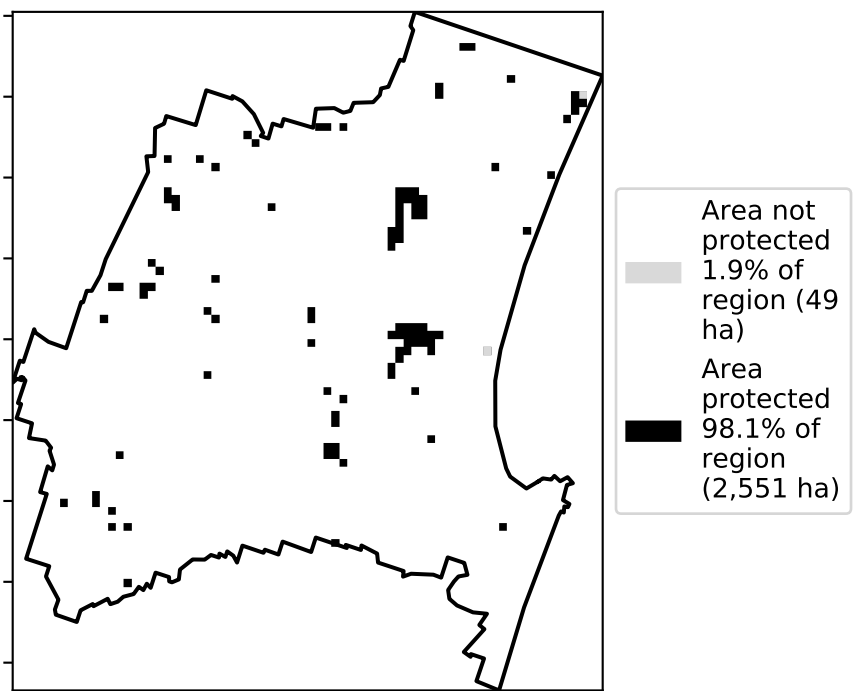 Area not
protected
1.9% of
region (49
ha)
Area
protected
98.1% of
region
(2,551 ha)